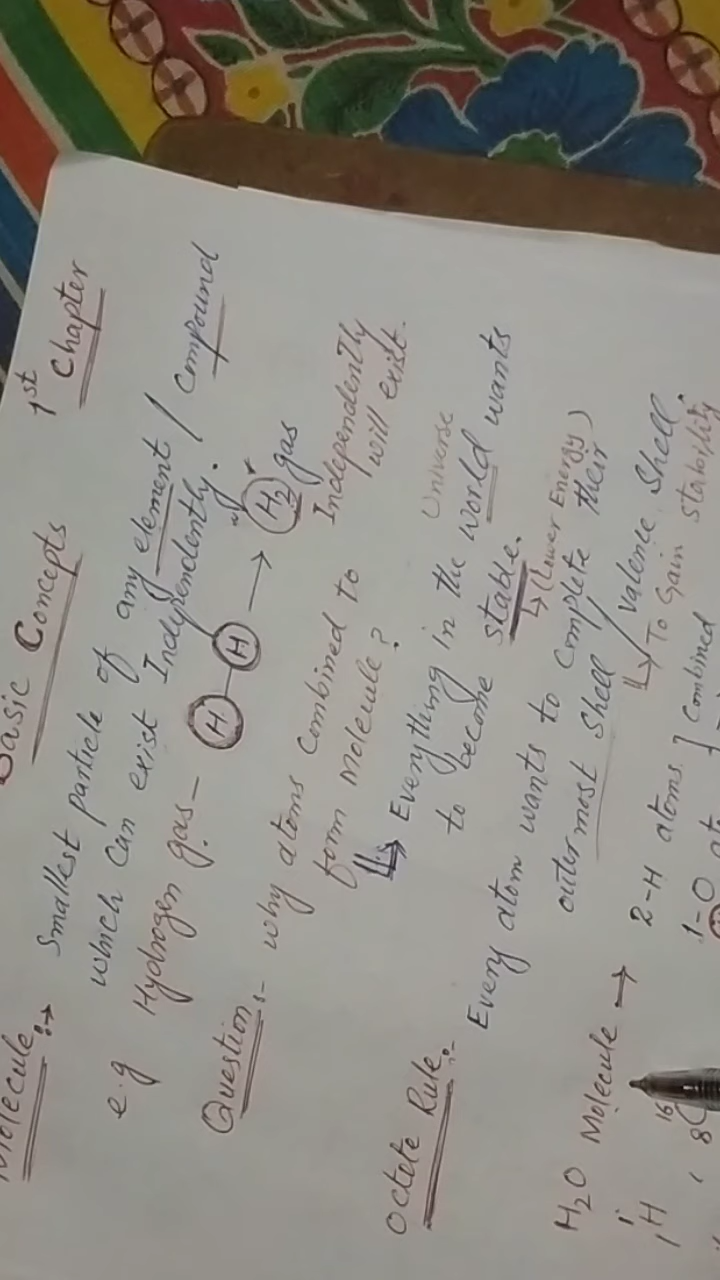 1st Chapter
Basic Concepts
Molecule :→ Smallest particle of any element / Compound
which can exist Independently.
e.g Hydrogen gas - H - H → H2 gas
Independently
will exist.
Question :- why atoms combined to
form Molecule?
Universe
↳ Everything in the world wants
to become stable.
↳ (Lower Energy)
Octete Rule :- Every atom wants to complete their
outermost shell / valence shell.
↳ To Gain stability
H2O Molecule → 2-H atoms ] Combined
1-O
1 1H , 16 8